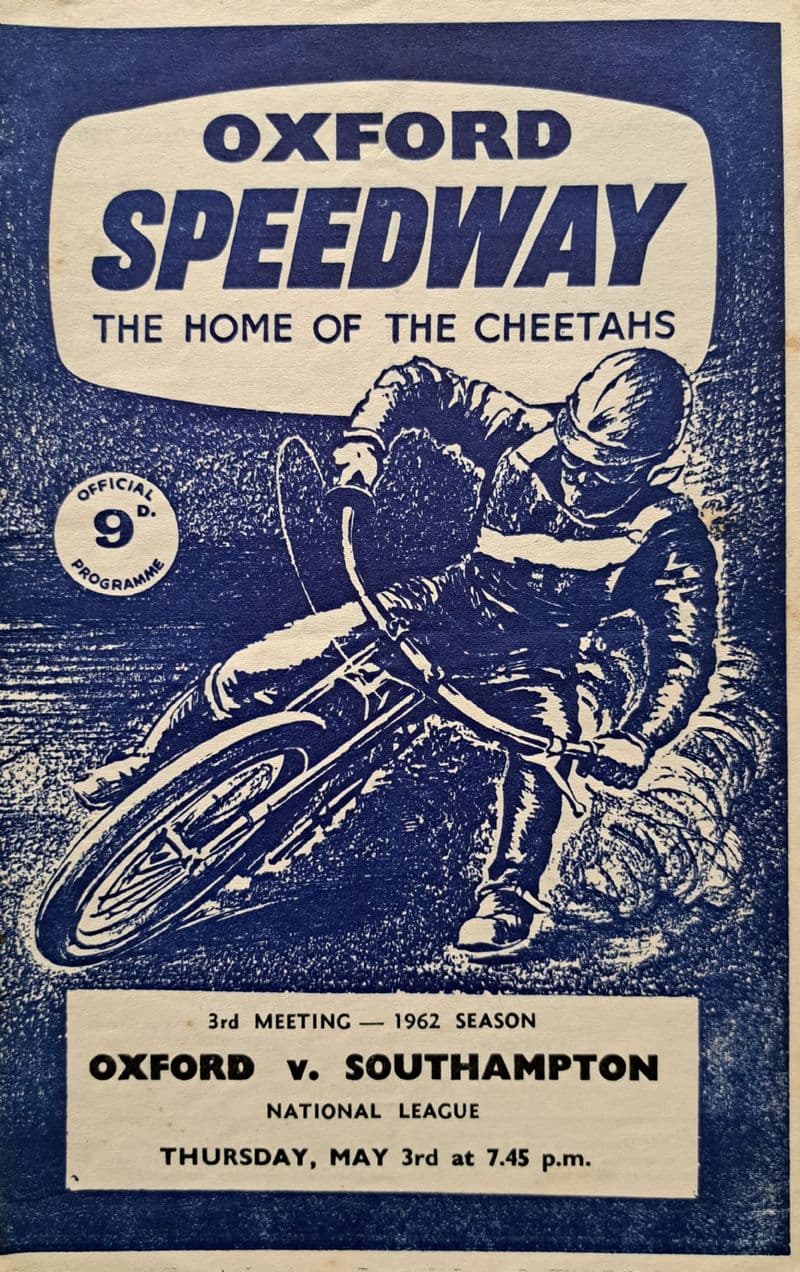 OXFORD
SPEEDWAY
THE HOME OF THE CHEETAHS
OFFICIAL
9D.
PROGRAMME
3rd MEETING — 1962 SEASON
OXFORD v. SOUTHAMPTON
NATIONAL LEAGUE
THURSDAY, MAY 3rd at 7.45 p.m.